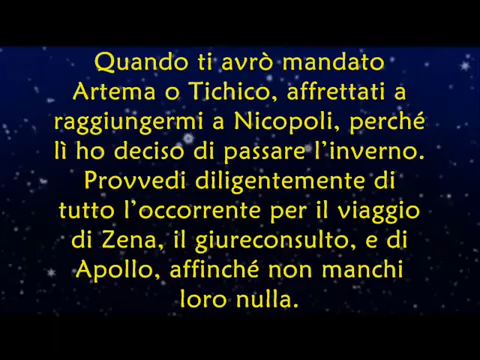 Quando ti avrò mandato
Artema o Tichico, affrettati a
raggiungermi a Nicopoli, perché
lì ho deciso di passare l'inverno.
Provvedi diligentemente di
tutto l'occorrente per il viaggio
di Zena, il giureconsulto, e di
Apollo, affinché non manchi
loro nulla.